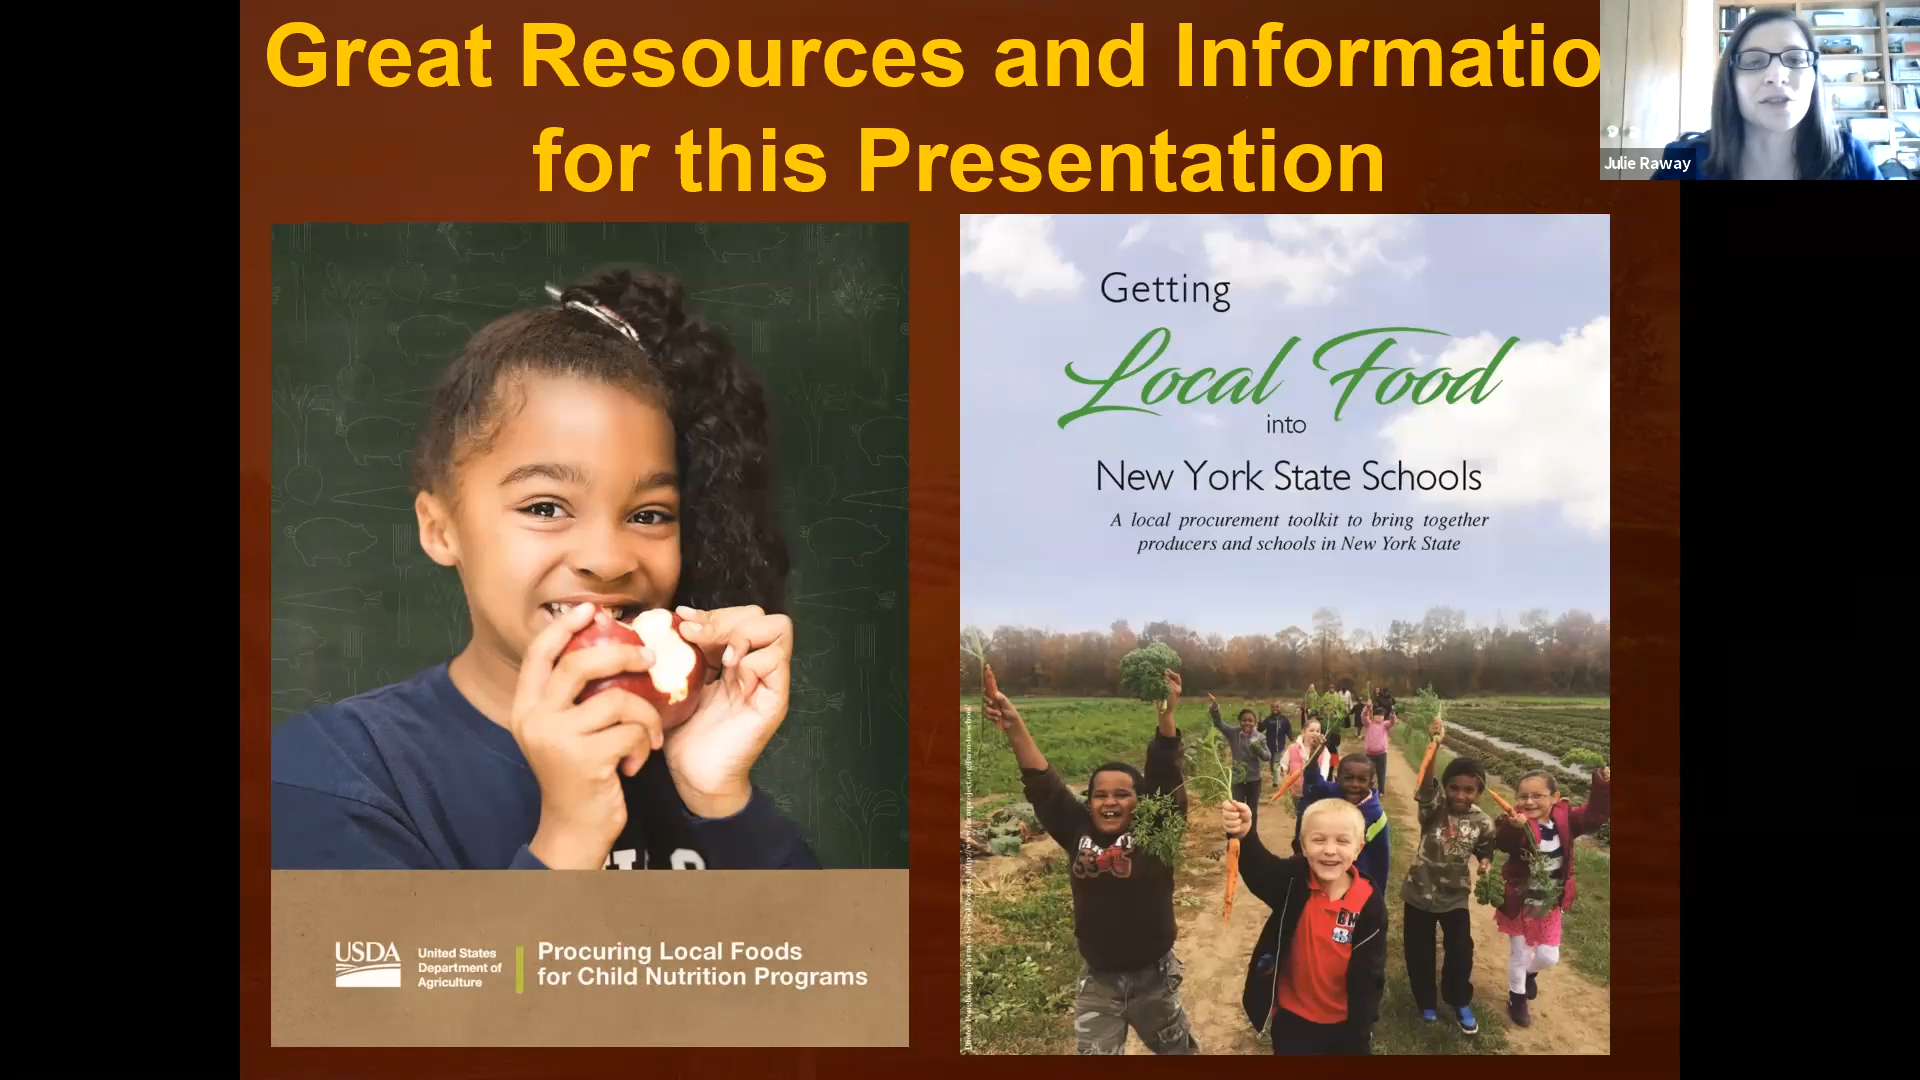 Great Resources and Informatio
for this Presentation
Julie Raway
Getting
Local Food
into
New York State Schools
A local procurement toolkit to bring together
producers and schools in New York State
USDA
United States
Department of
Agriculture
Procuring Local Foods
for Child Nutrition Programs